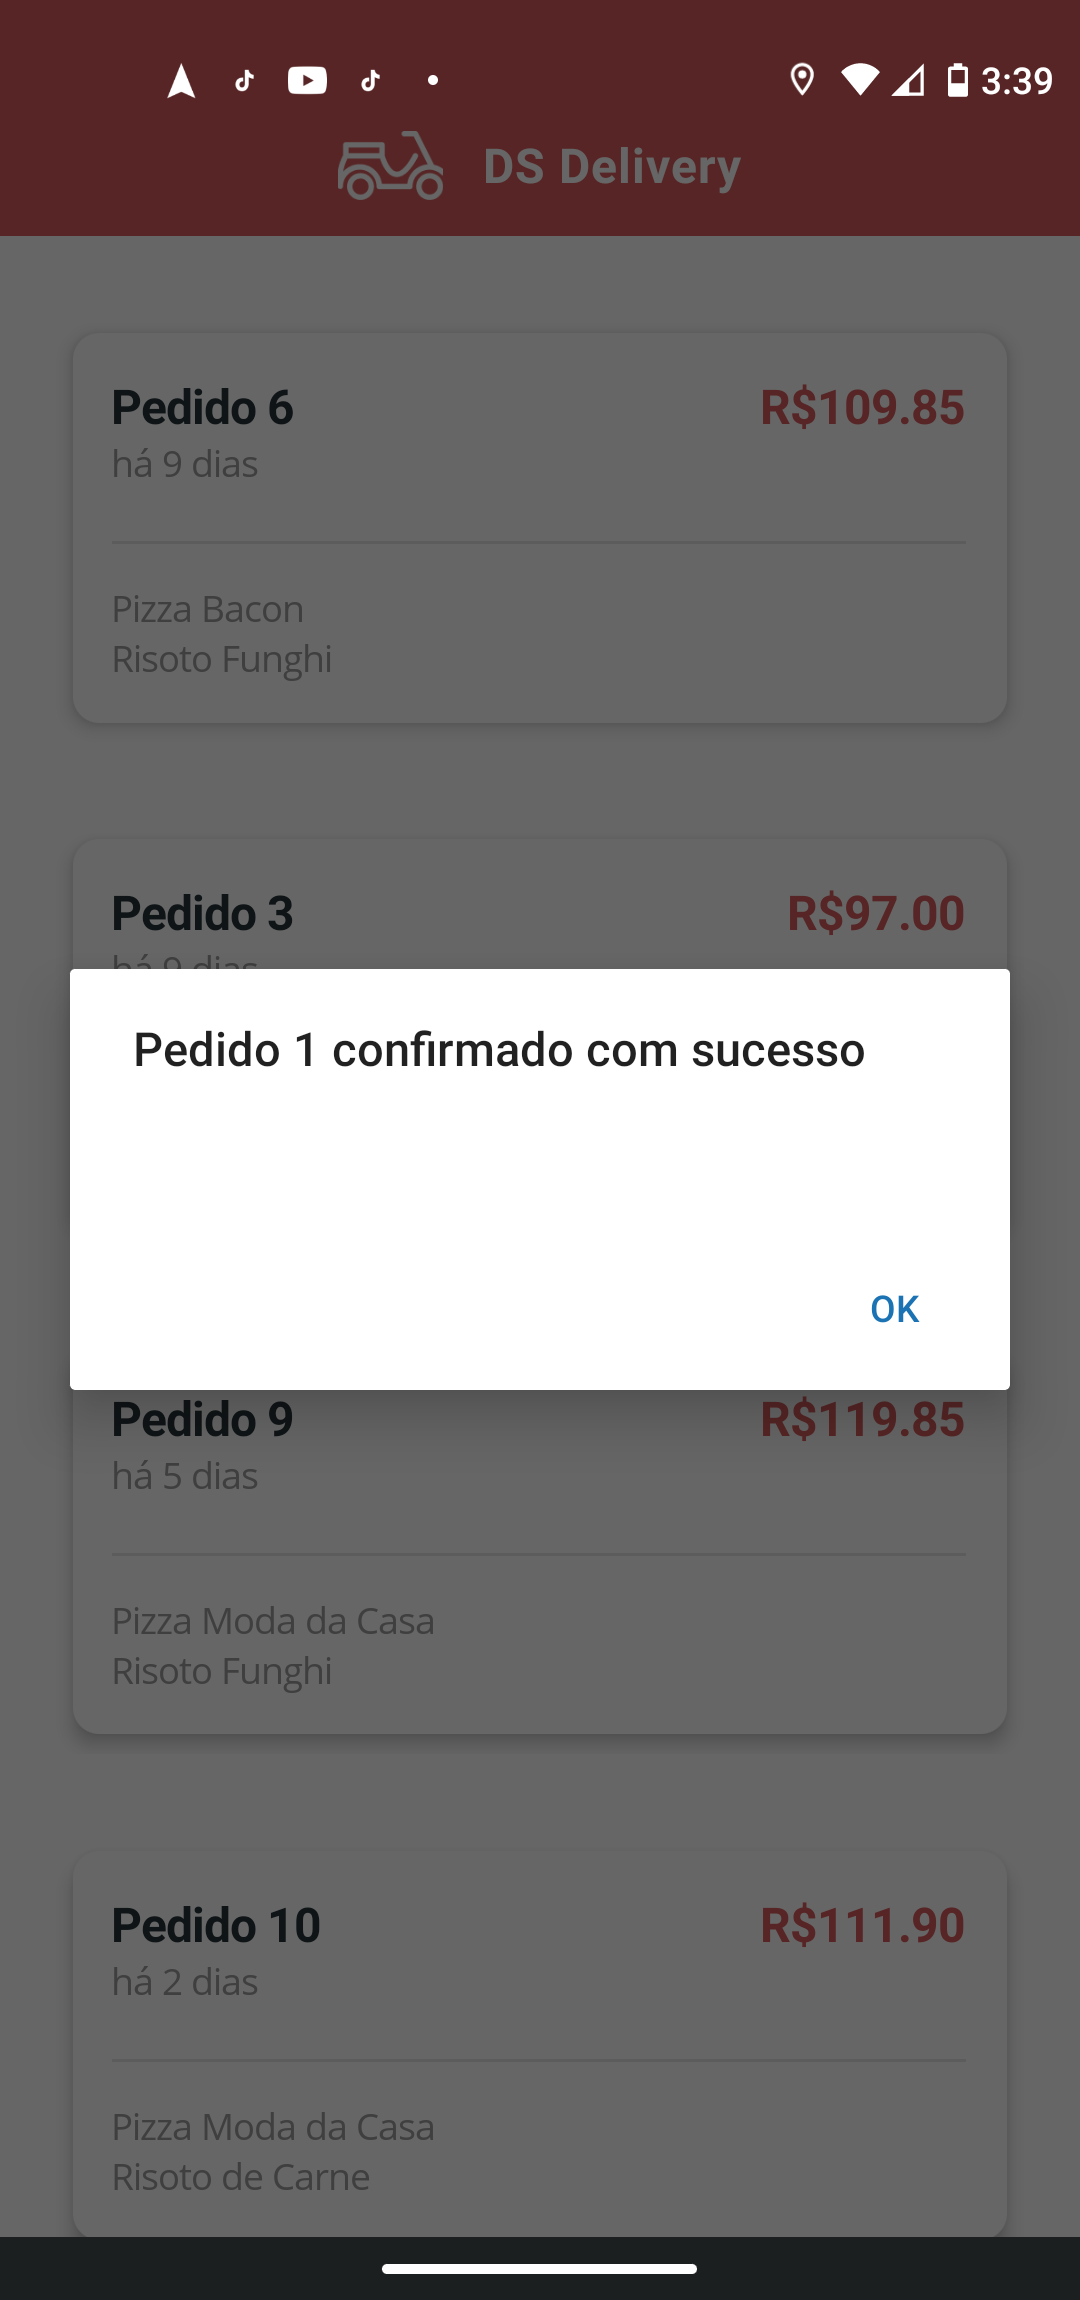 3:39
DS Delivery
Pedido 6
R$109.85
há 9 dias
Pizza Bacon
Risoto Funghi
Pedido 3
R$97.00
há 9 dias
Pedido 1 confirmado com sucesso
OK
Pedido 9
R$119.85
há 5 dias
Pizza Moda da Casa
Risoto Funghi
Pedido 10
R$111.90
há 2 dias
Pizza Moda da Casa
Risoto de Carne